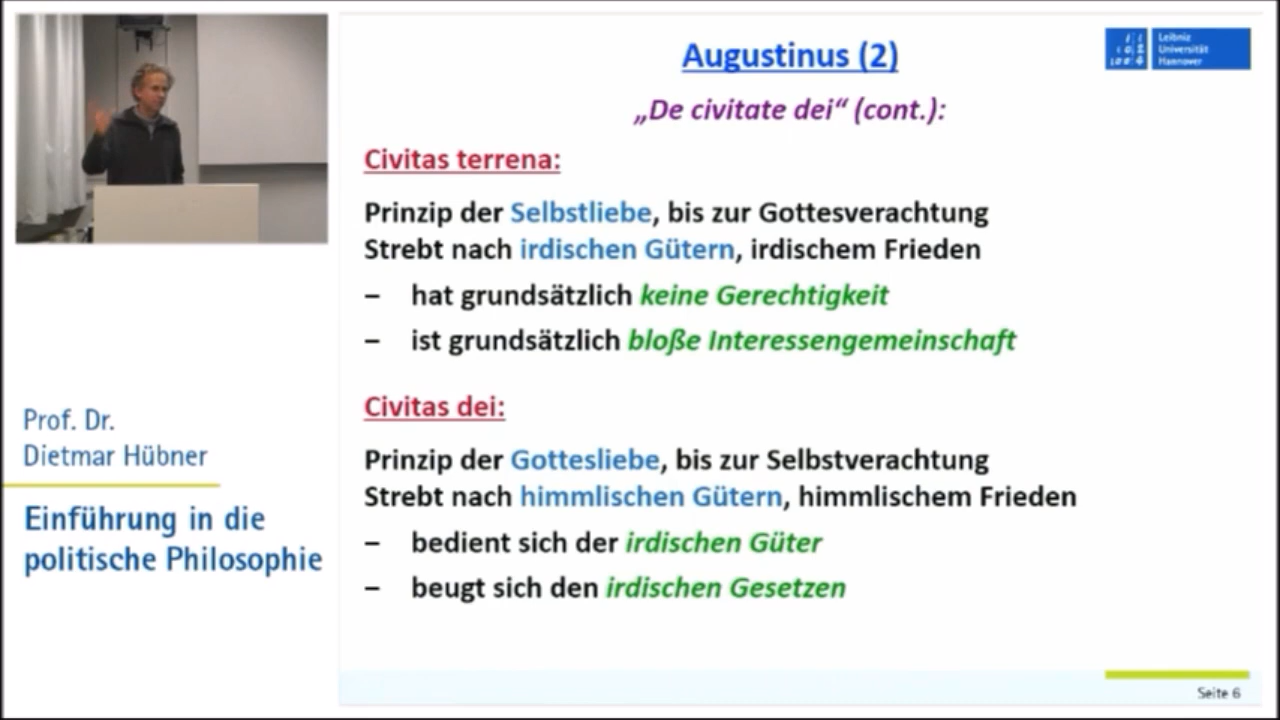 Augustinus (2)
„De civitate dei“ (cont.):
Civitas terrena:
Prinzip der Selbstliebe, bis zur Gottesverachtung
Strebt nach irdischen Gütern, irdischem Frieden
– hat grundsätzlich keine Gerechtigkeit
– ist grundsätzlich bloße Interessengemeinschaft
Civitas dei:
Prinzip der Gottesliebe, bis zur Selbstverachtung
Strebt nach himmlischen Gütern, himmlischem Frieden
– bedient sich der irdischen Güter
– beugt sich den irdischen Gesetzen
Seite 6
Leibniz
Universität
Hannover
Prof. Dr.
Dietmar Hübner
Einführung in die
politische Philosophie